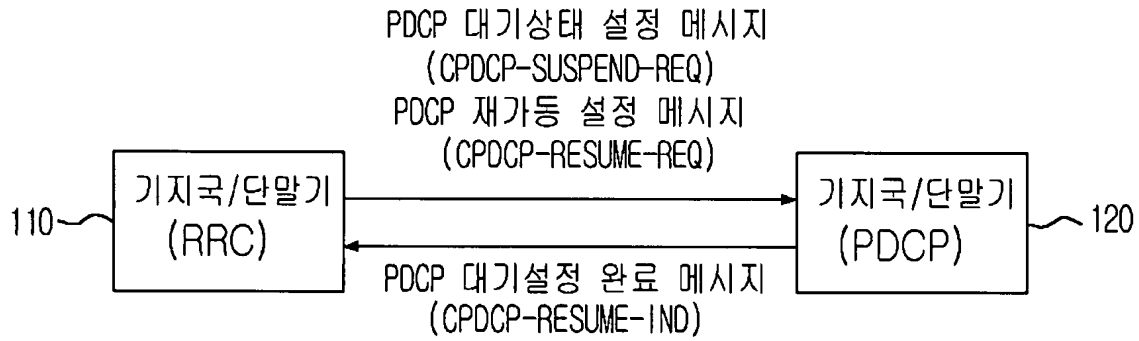 PDCP 대기상태 설정 메시지
(CPDCP-SUSPEND-REQ)
PDCP 재가동 설정 메시지
(CPDCP-RESUME-REQ)
기지국/단말기
(RRC)
110
기지국/단말기
(PDCP)
120
PDCP 대기설정 완료 메시지
(CPDCP-RESUME-IND)